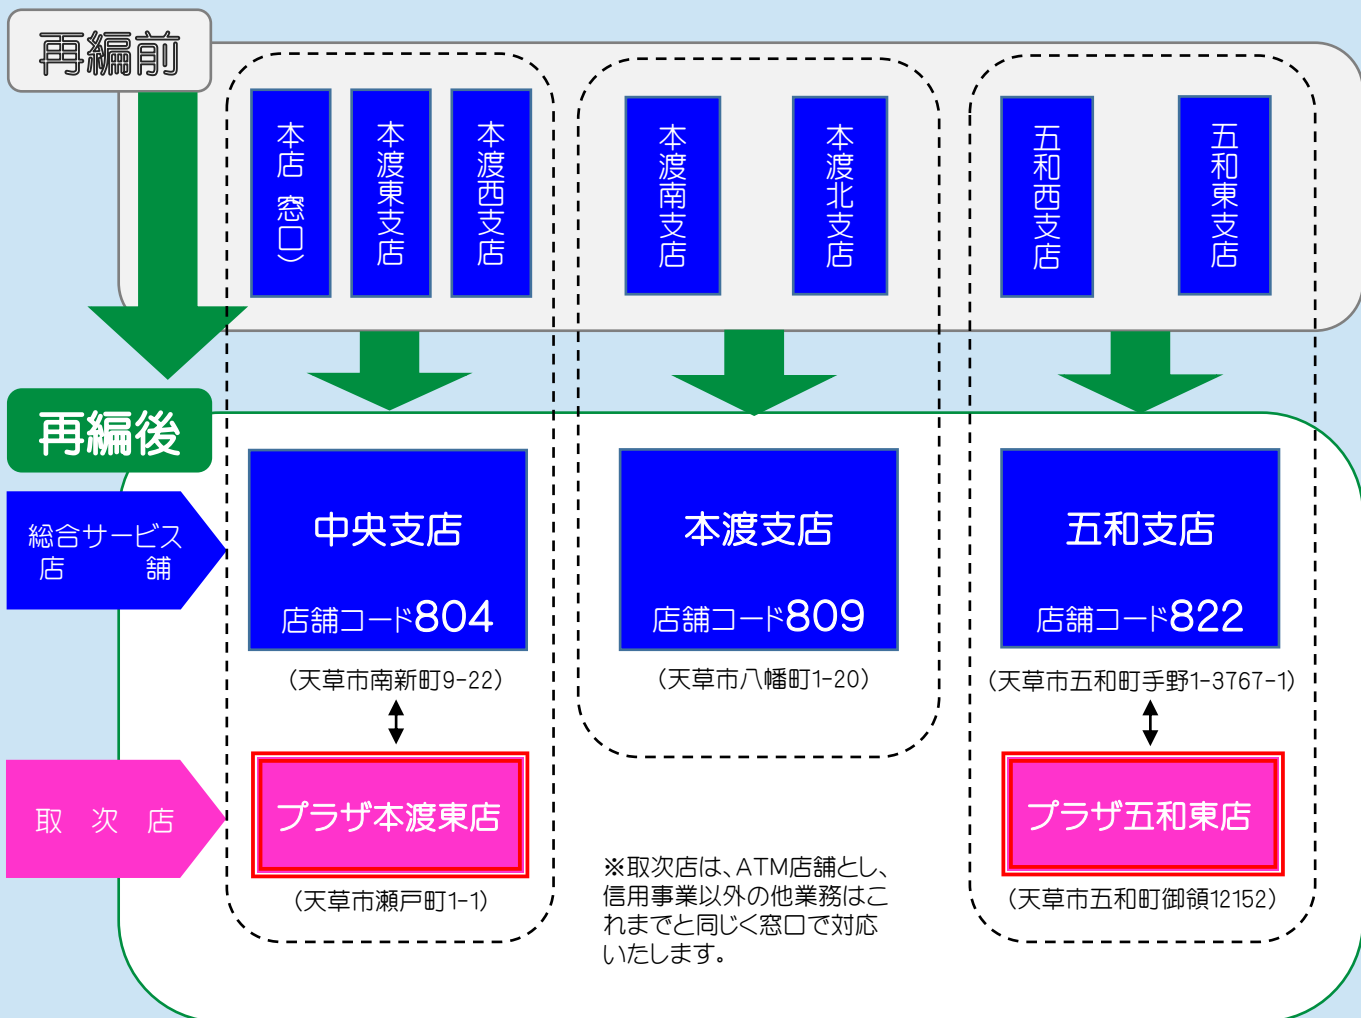 再編前
本店 窓口）
本渡東支店
本渡西支店
本渡南支店
本渡北支店
五和西支店
五和東支店
再編後
総合サービス
店　　舗
中央支店
店舗コード804
（天草市南新町9-22）
本渡支店
店舗コード809
（天草市八幡町1-20）
五和支店
店舗コード822
（天草市五和町手野1-3767-1）
取　次　店
プラザ本渡東店
（天草市瀬戸町1-1）
プラザ五和東店
（天草市五和町御領12152）
※取次店は、ATM店舗とし、
信用事業以外の他業務はこ
れまでと同じく窓口で対応
いたします。